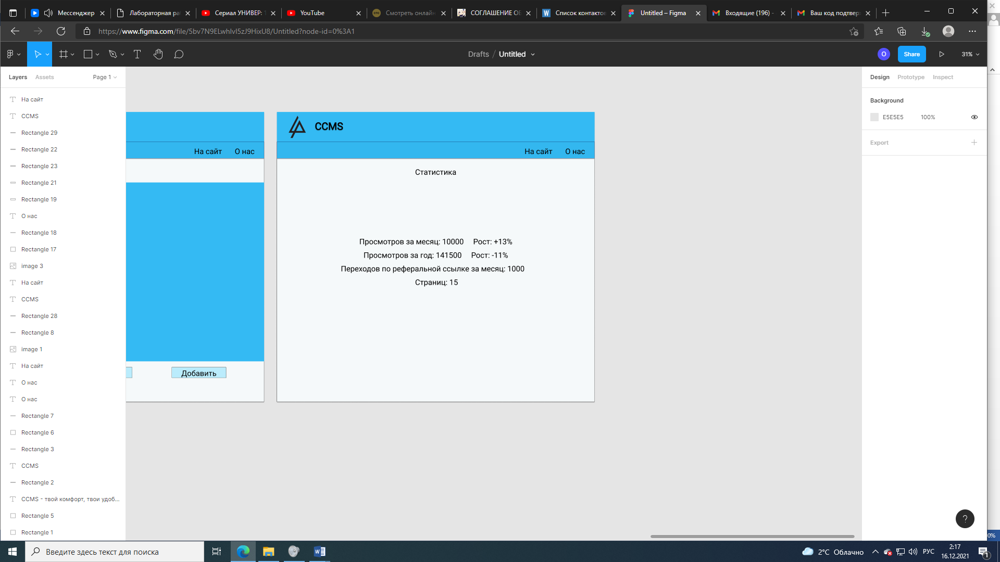 Мессенджер
Лабораторная ра
Сериал УНИВЕР: 1
YouTube
Смотреть онлайн
СОГЛАШЕНИЕ ОБ
Список контактов
Untitled – Figma
Входящие (196) -
Ваш код подтвер
https://www.figma.com/file/5bv7N9ELwhlvl5zJ9HixU8/Untitled?node-id=0%3A1
Drafts / Untitled
O
Share
31%
Layers
Assets
Page 1
На сайт
CCMS
Rectangle 29
Rectangle 22
Rectangle 23
Rectangle 21
Rectangle 19
О нас
Rectangle 18
Rectangle 17
image 3
На сайт
CCMS
Rectangle 28
Rectangle 8
image 1
На сайт
О нас
О нас
Rectangle 7
Rectangle 6
Rectangle 3
CCMS
Rectangle 2
CCMS - твой комфорт, твои удоб...
Rectangle 5
Rectangle 1
На сайт О нас
Добавить
CCMS
На сайт О нас
Статистика
Просмотров за месяц: 10000 Рост: +13%
Просмотров за год: 141500 Рост: -11%
Переходов по реферальной ссылке за месяц: 1000
Страниц: 15
Design
Prototype
Inspect
Background
E5E5E5
100%
Export
?
0%
Введите здесь текст для поиска
2°C Облачно
РУС
2:17
16.12.2021
1